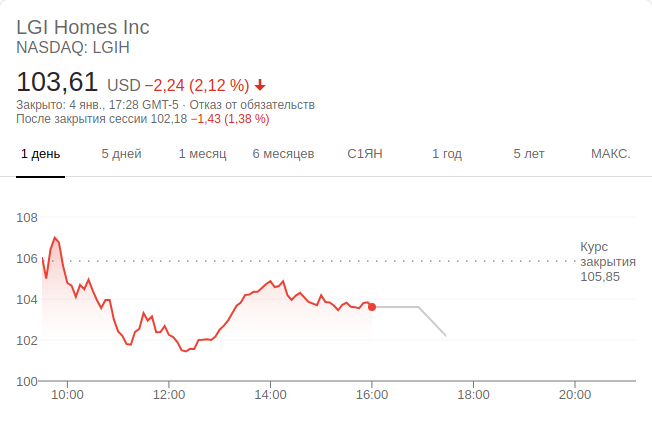 LGI Homes Inc
NASDAQ: LGIH
103,61 USD −2,24 (2,12 %)
Закрыто: 4 янв., 17:28 GMT-5 · Отказ от обязательств
После закрытия сессии 102,18 −1,43 (1,38 %)
1 день 5 дней 1 месяц 6 месяцев С1ЯН 1 год 5 лет МАКС.
108
106
104
102
100
Курс
закрытия
105,85
10:00 12:00 14:00 16:00 18:00 20:00